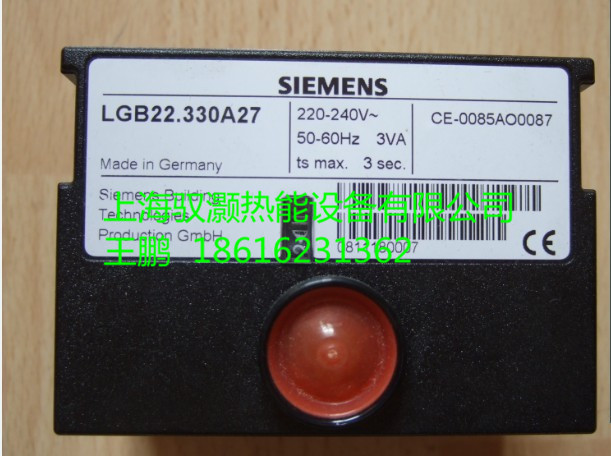 SIEMENS
LGB22.330A27
220-240V~
50-60Hz 3VA
ts max. 3 sec.
CE-0085AO0087
Made in Germany
Siemens Building
Technologies
Production GmbH
上海驭灏热能设备有限公司
王鹏 18616231362
CE